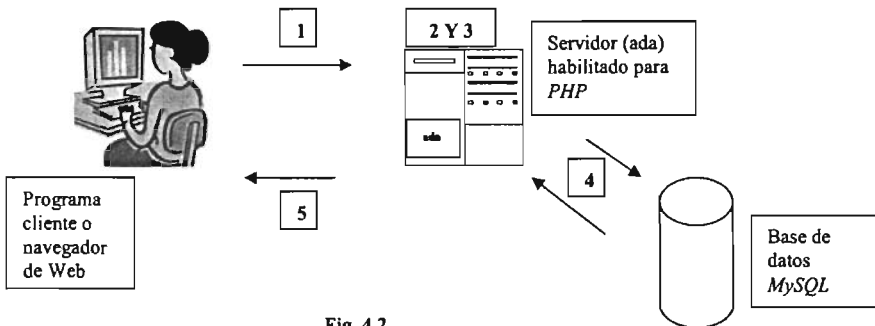 1
2 Y 3
Servidor (ada)
habilitado para
PHP
ada
4
5
Programa
cliente o
navegador
de Web
Base de
datos
MySQL
Fig. 4.2